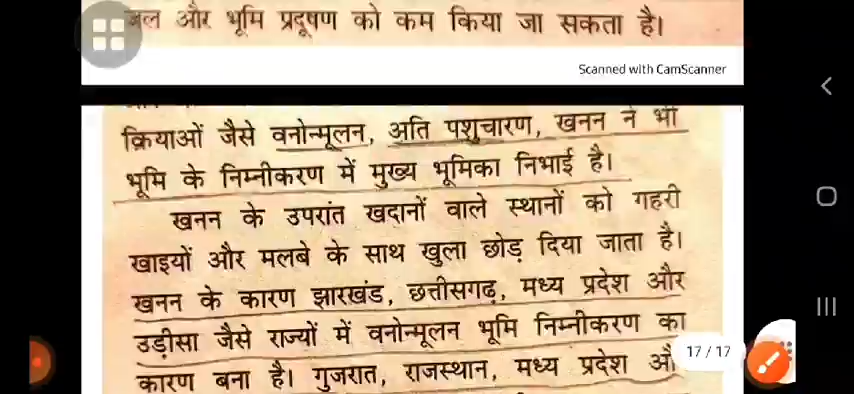 जल और भूमि प्रदूषण को कम किया जा सकता है।
Scanned with CamScanner
क्रियाओं जैसे वनोन्मूलन, अति पशुचारण, खनन ने भी
भूमि के निम्नीकरण में मुख्य भूमिका निभाई है।
खनन के उपरांत खदानों वाले स्थानों को गहरी
खाइयों और मलबे के साथ खुला छोड़ दिया जाता है।
खनन के कारण झारखंड, छत्तीसगढ़, मध्य प्रदेश और
उड़ीसा जैसे राज्यों में वनोन्मूलन भूमि निम्नीकरण का
17 / 17
कारण बना है। गुजरात, राजस्थान, मध्य प्रदेश औ